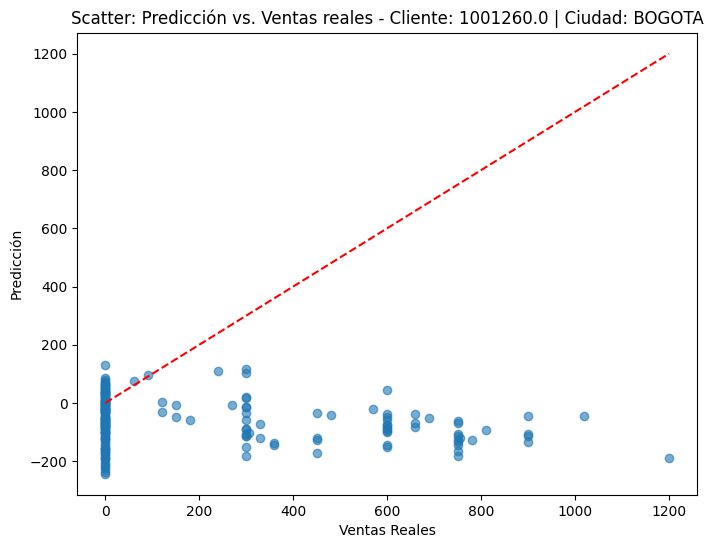 Scatter: Predicción vs. Ventas reales - Cliente: 1001260.0 | Ciudad: BOGOTA
1200
1000
800
600
400
200
0
−200
Predicción
0 200 400 600 800 1000 1200
Ventas Reales